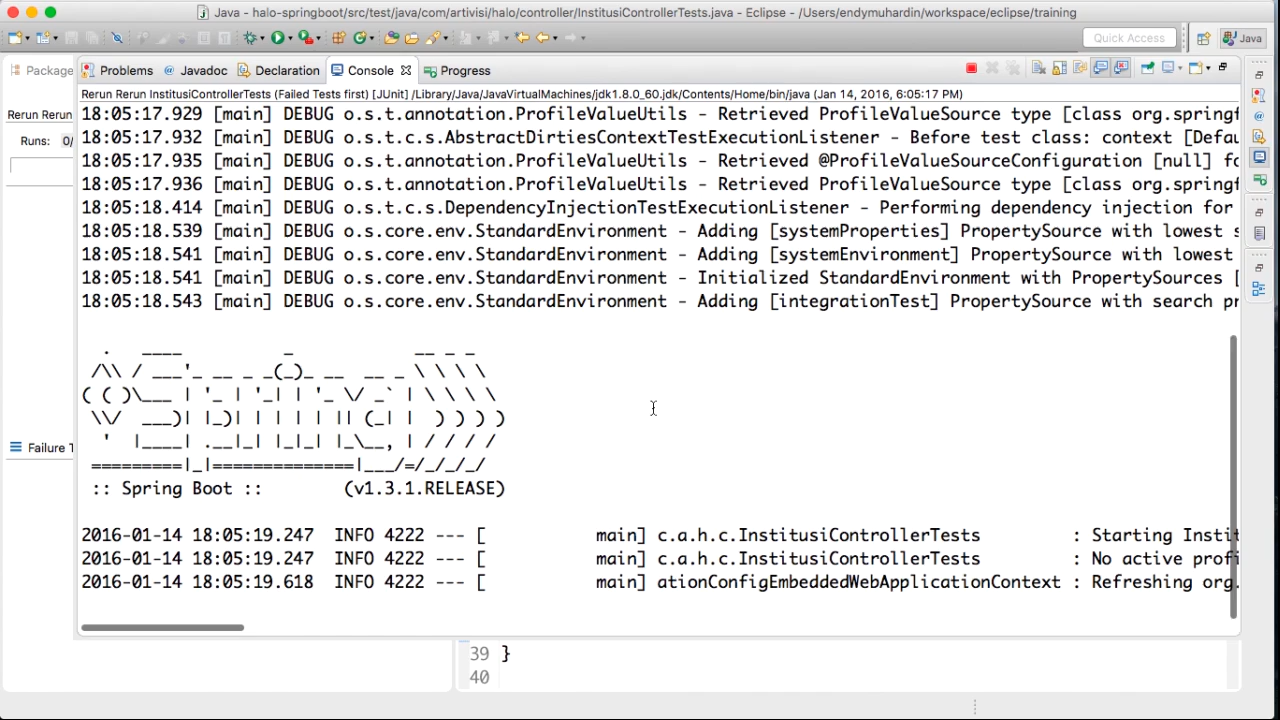 Java - halo-springboot/src/test/java/com/artivisi/halo/controller/InstitusiControllerTests.java - Eclipse - /Users/endymuhardin/workspace/eclipse/training
Quick Access
Java
Package
Problems
Javadoc
Declaration
Console
Progress
Rerun Rerun
Runs: 0/
Failure T
Rerun Rerun InstitusiControllerTests (Failed Tests first) [JUnit] /Library/Java/JavaVirtualMachines/jdk1.8.0_60.jdk/Contents/Home/bin/java (Jan 14, 2016, 6:05:17 PM)
18:05:17.929 [main] DEBUG o.s.t.annotation.ProfileValueUtils - Retrieved ProfileValueSource type [class org.springf
18:05:17.932 [main] DEBUG o.s.t.c.s.AbstractDirtiesContextTestExecutionListener - Before test class: context [Defau
18:05:17.935 [main] DEBUG o.s.t.annotation.ProfileValueUtils - Retrieved @ProfileValueSourceConfiguration [null] fo
18:05:17.936 [main] DEBUG o.s.t.annotation.ProfileValueUtils - Retrieved ProfileValueSource type [class org.springf
18:05:18.414 [main] DEBUG o.s.t.c.s.DependencyInjectionTestExecutionListener - Performing dependency injection for
18:05:18.539 [main] DEBUG o.s.core.env.StandardEnvironment - Adding [systemProperties] PropertySource with lowest s
18:05:18.541 [main] DEBUG o.s.core.env.StandardEnvironment - Adding [systemEnvironment] PropertySource with lowest
18:05:18.541 [main] DEBUG o.s.core.env.StandardEnvironment - Initialized StandardEnvironment with PropertySources [
18:05:18.543 [main] DEBUG o.s.core.env.StandardEnvironment - Adding [integrationTest] PropertySource with search pr
:: Spring Boot ::        (v1.3.1.RELEASE)
2016-01-14 18:05:19.247  INFO 4222 --- [           main] c.a.h.c.InstitusiControllerTests         : Starting Instit
2016-01-14 18:05:19.247  INFO 4222 --- [           main] c.a.h.c.InstitusiControllerTests         : No active profi
2016-01-14 18:05:19.618  INFO 4222 --- [           main] ationConfigEmbeddedWebApplicationContext : Refreshing org.
39 }
40